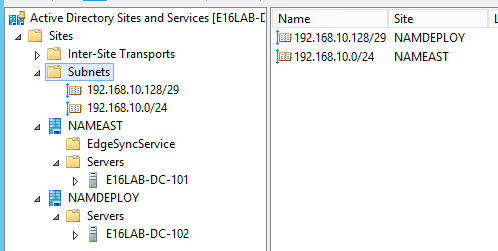 Active Directory Sites and Services [E16LAB-D
Sites
Inter-Site Transports
Subnets
192.168.10.128/29
192.168.10.0/24
NAMEAST
EdgeSyncService
Servers
E16LAB-DC-101
NAMDEPLOY
Servers
E16LAB-DC-102
Name Site L
192.168.10.128/29 NAMDEPLOY
192.168.10.0/24 NAMEAST